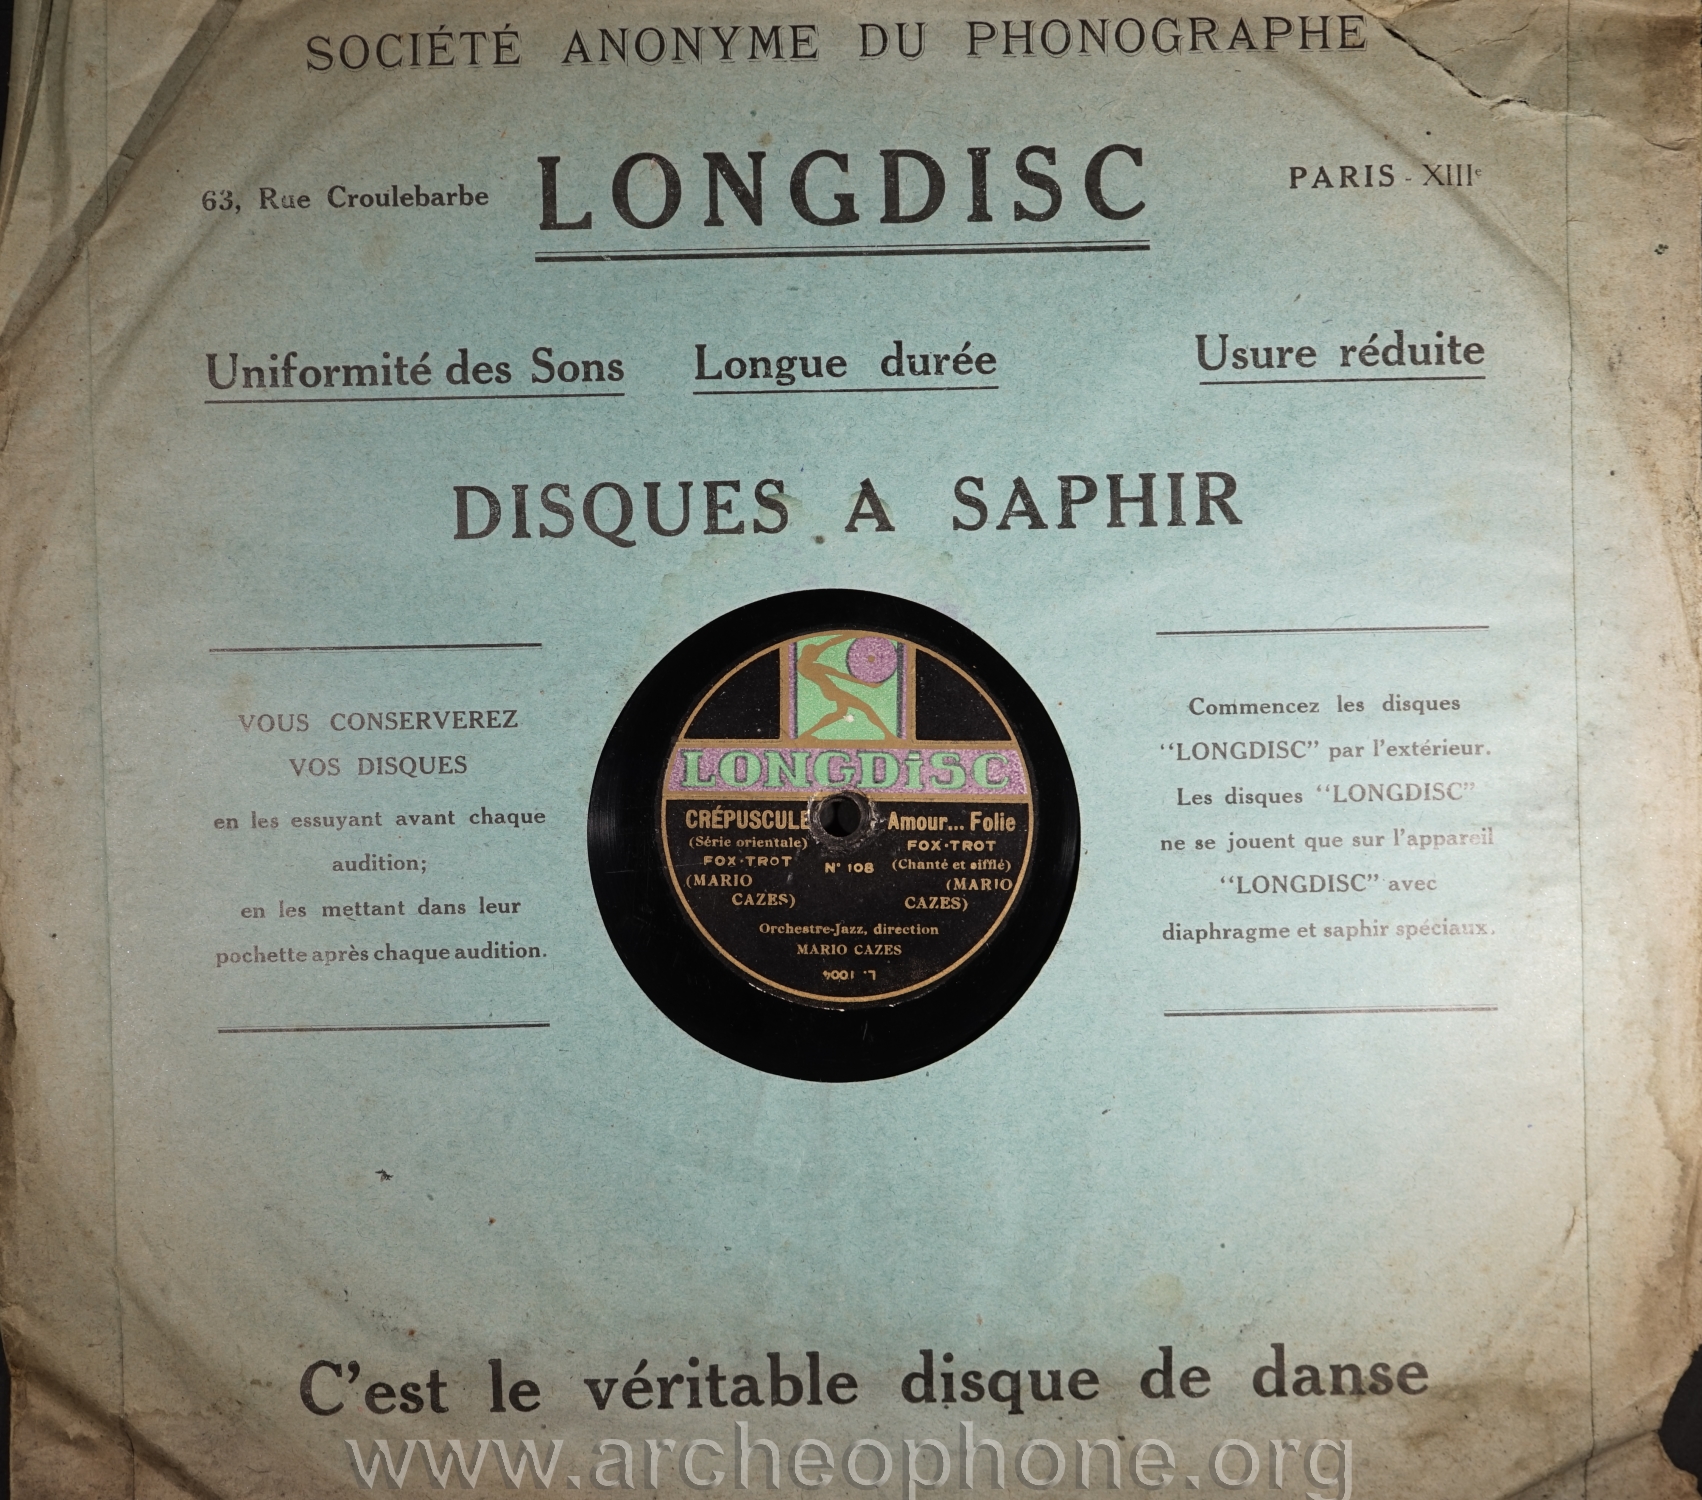 SOCIÉTÉ ANONYME DU PHONOGRAPHE
63, Rue Croulebarbe
LONGDISC
PARIS - XIIIe
Uniformité des Sons
Longue durée
Usure réduite
DISQUES A SAPHIR
VOUS CONSERVEREZ
VOS DISQUES
en les essuyant avant chaque
audition;
en les mettant dans leur
pochette après chaque audition.
LONGDiSC
CRÉPUSCULE
(Série orientale)
FOX-TROT
(MARIO
CAZES)
N° 108
Amour... Folie
FOX-TROT
(Chanté et sifflé)
(MARIO
CAZES)
Orchestre-Jazz, direction
MARIO CAZES
L. 1004
Commencez les disques
“LONGDISC” par l'extérieur.
Les disques “LONGDISC”
ne se jouent que sur l'appareil
“LONGDISC” avec
diaphragme et saphir spéciaux.
C'est le véritable disque de danse
www.archeophone.org